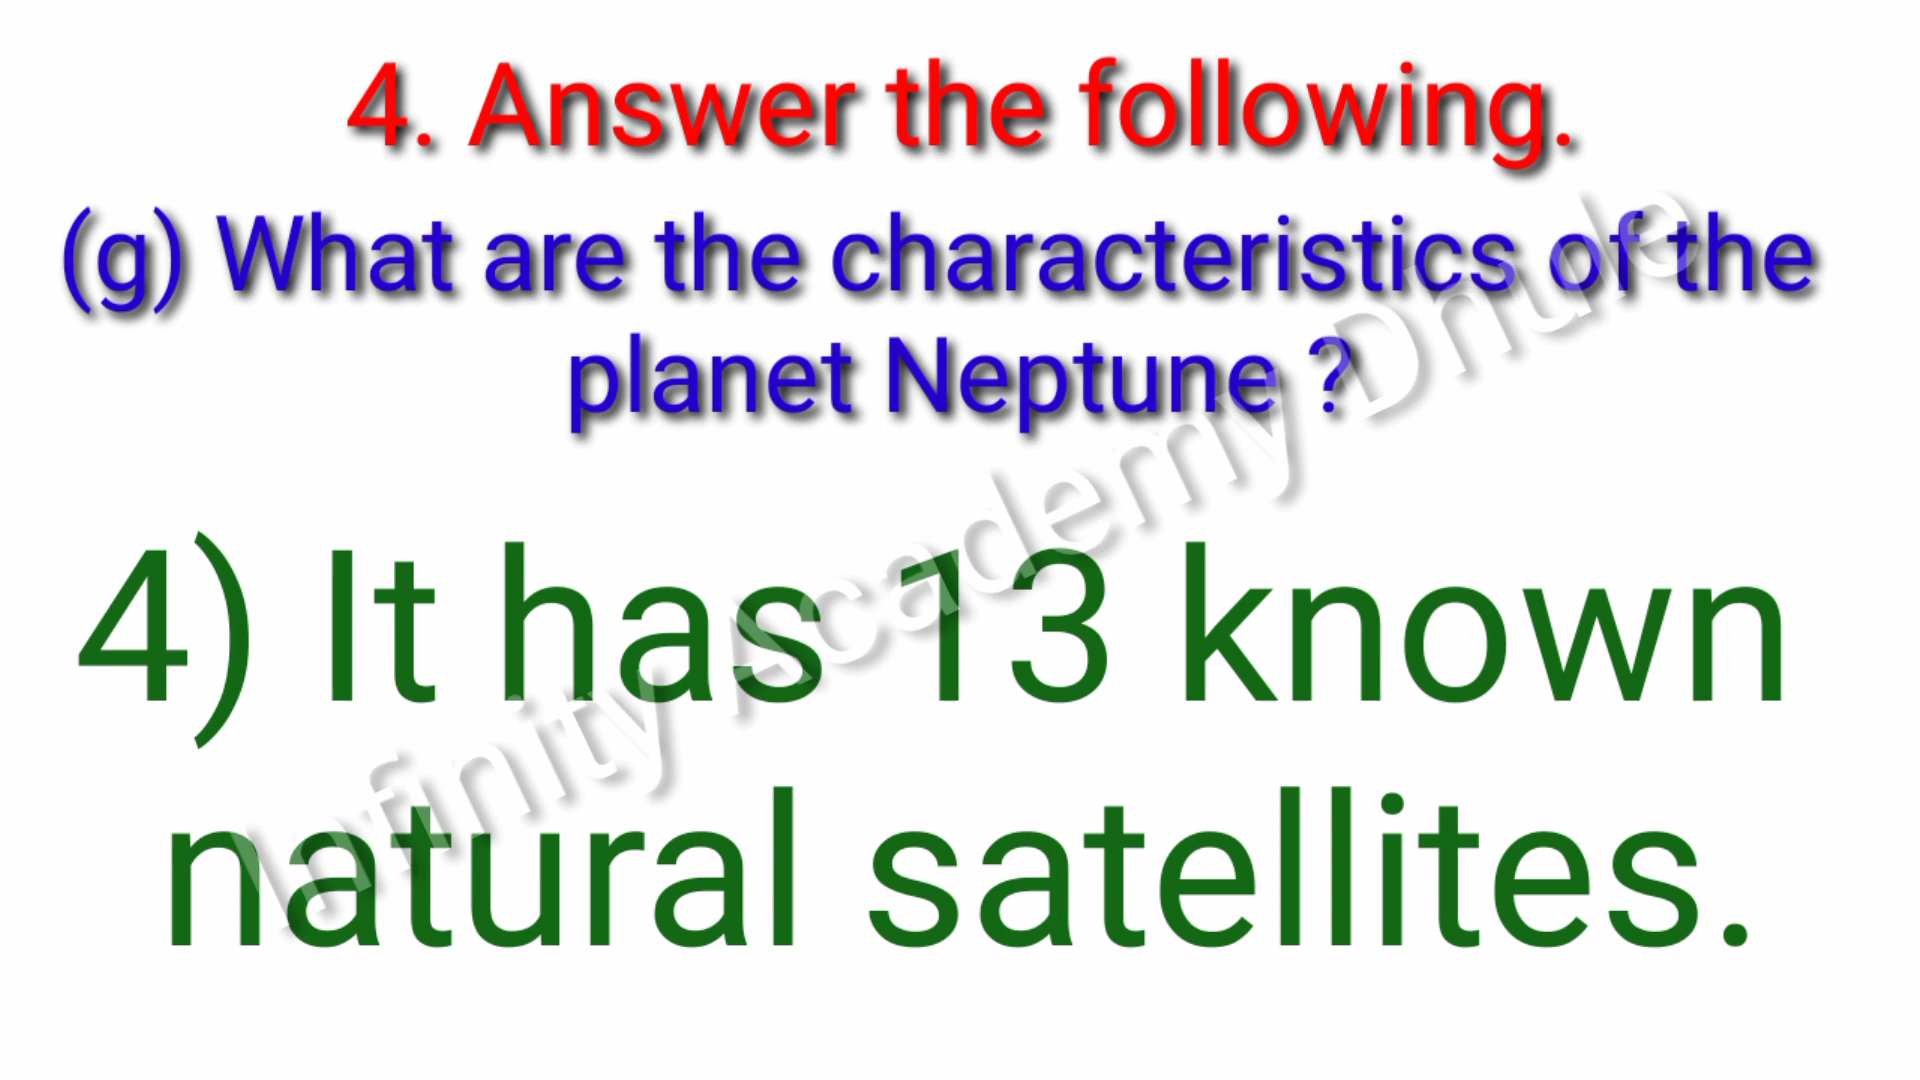 4. Answer the following.
(g) What are the characteristics of the
planet Neptune ?
4) It has 13 known
natural satellites.
Infinity Academy Dhule